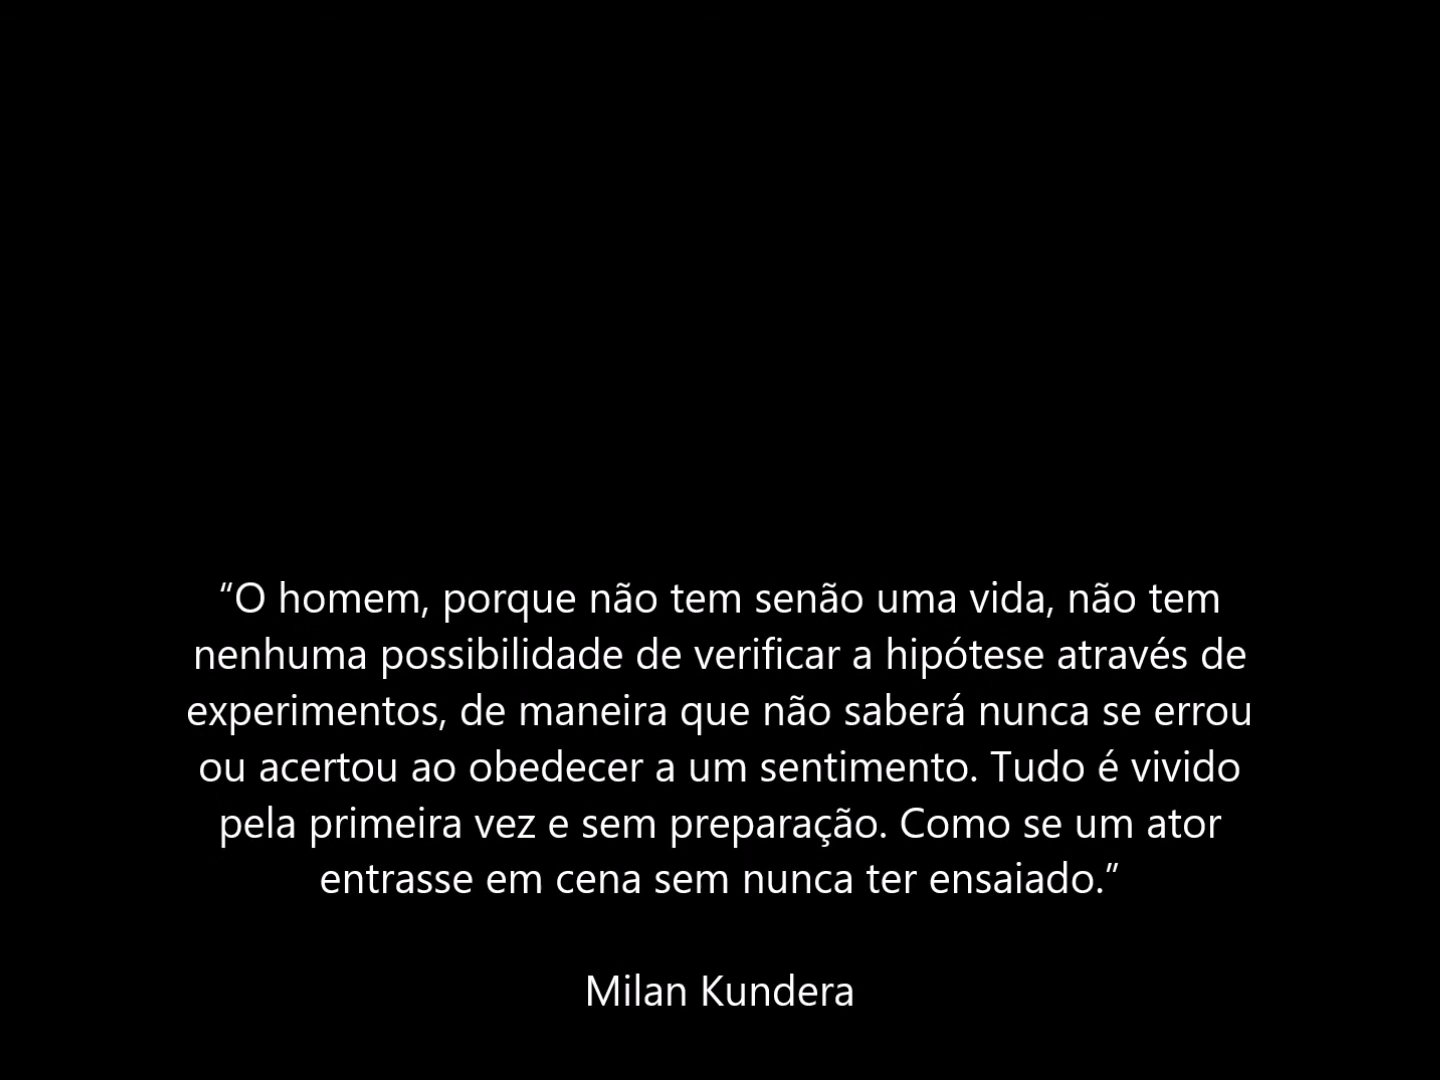 “O homem, porque não tem senão uma vida, não tem
nenhuma possibilidade de verificar a hipótese através de
experimentos, de maneira que não saberá nunca se errou
ou acertou ao obedecer a um sentimento. Tudo é vivido
pela primeira vez e sem preparação. Como se um ator
entrasse em cena sem nunca ter ensaiado.”
Milan Kundera